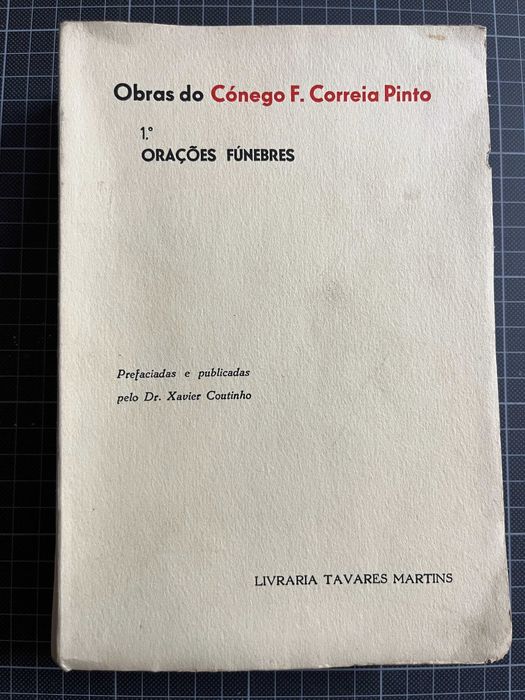 Obras do Cónego F. Correia Pinto
1.º
ORAÇÕES FÚNEBRES
Prefaciadas e publicadas
pelo Dr. Xavier Coutinho
LIVRARIA TAVARES MARTINS